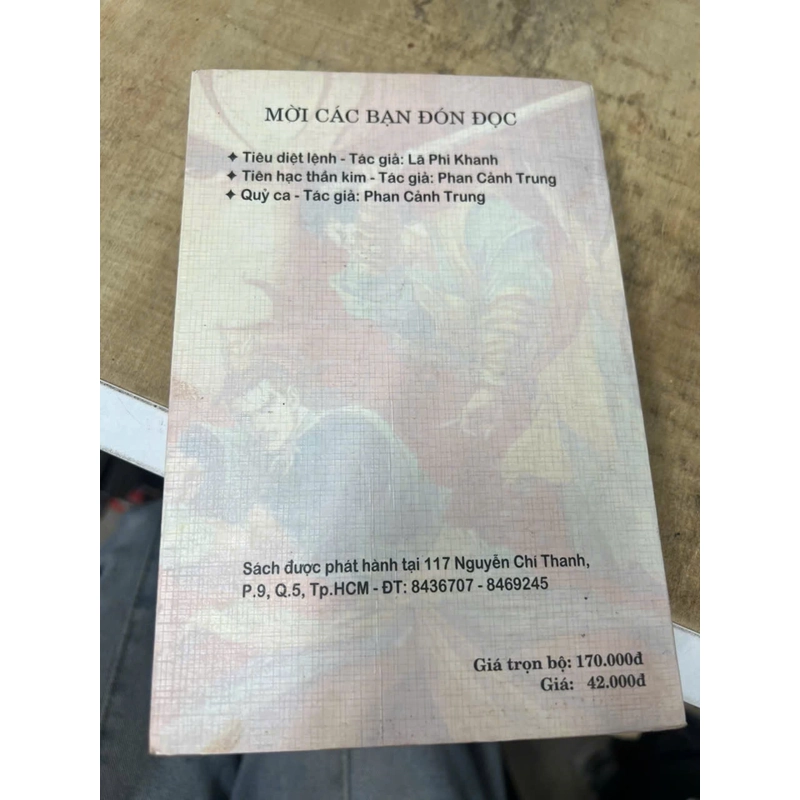 MỜI CÁC BẠN ĐÓN ĐỌC
✦ Tiêu diệt lệnh - Tác giả: Lã Phi Khanh
✦ Tiên hạc thần kim - Tác giả: Phan Cảnh Trung
✦ Quỷ ca - Tác giả: Phan Cảnh Trung
Sách được phát hành tại 117 Nguyễn Chí Thanh,
P.9, Q.5, Tp.HCM - ĐT: 8436707 - 8469245
Giá trọn bộ: 170.000đ
Giá: 42.000đ